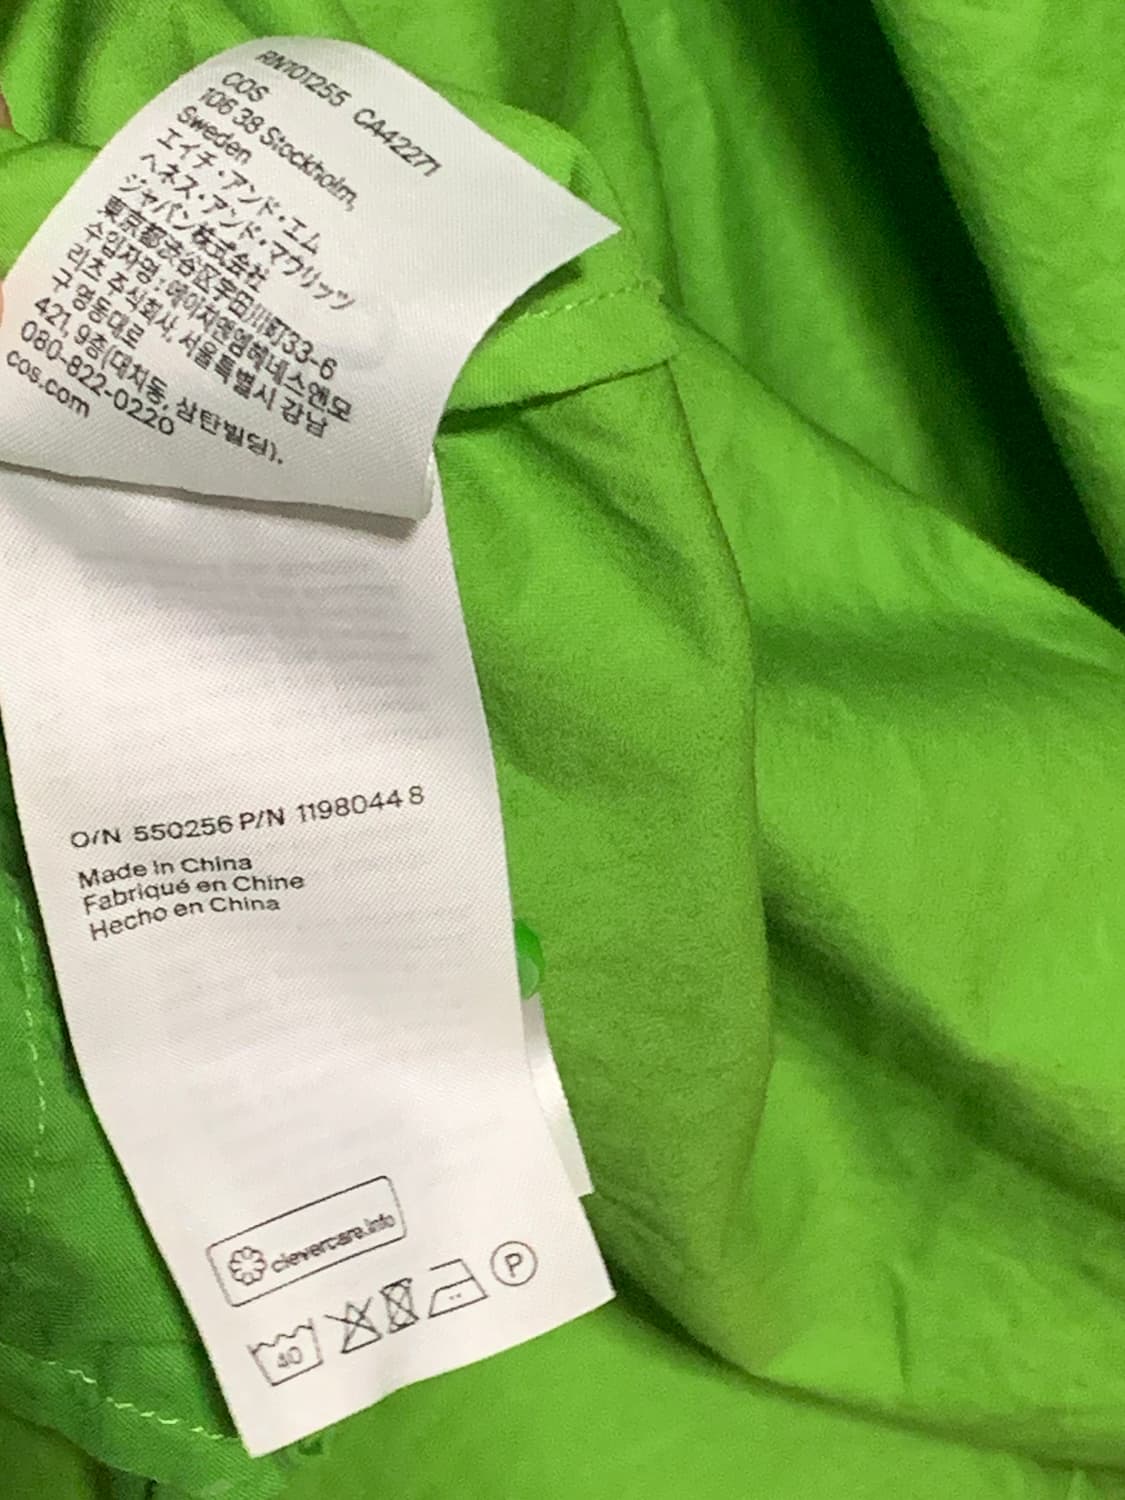 RN101255 CA42271
COS
106 38 Stockholm,
Sweden
エイチ・アンド・エム
ヘネス・アンド・マウリッツ
ジャパン株式会社
東京都渋谷区宇田川町33-6
수입자명 : 에이치앤엠헤네스앤모
리츠 주식회사, 서울특별시 강남
구 영동대로
421, 9층(대치동, 삼탄빌딩).
080-822-0220
cos.com
O/N 550256 P/N 11980448
Made in China
Fabriqué en Chine
Hecho en China
clevercare.info
40
P